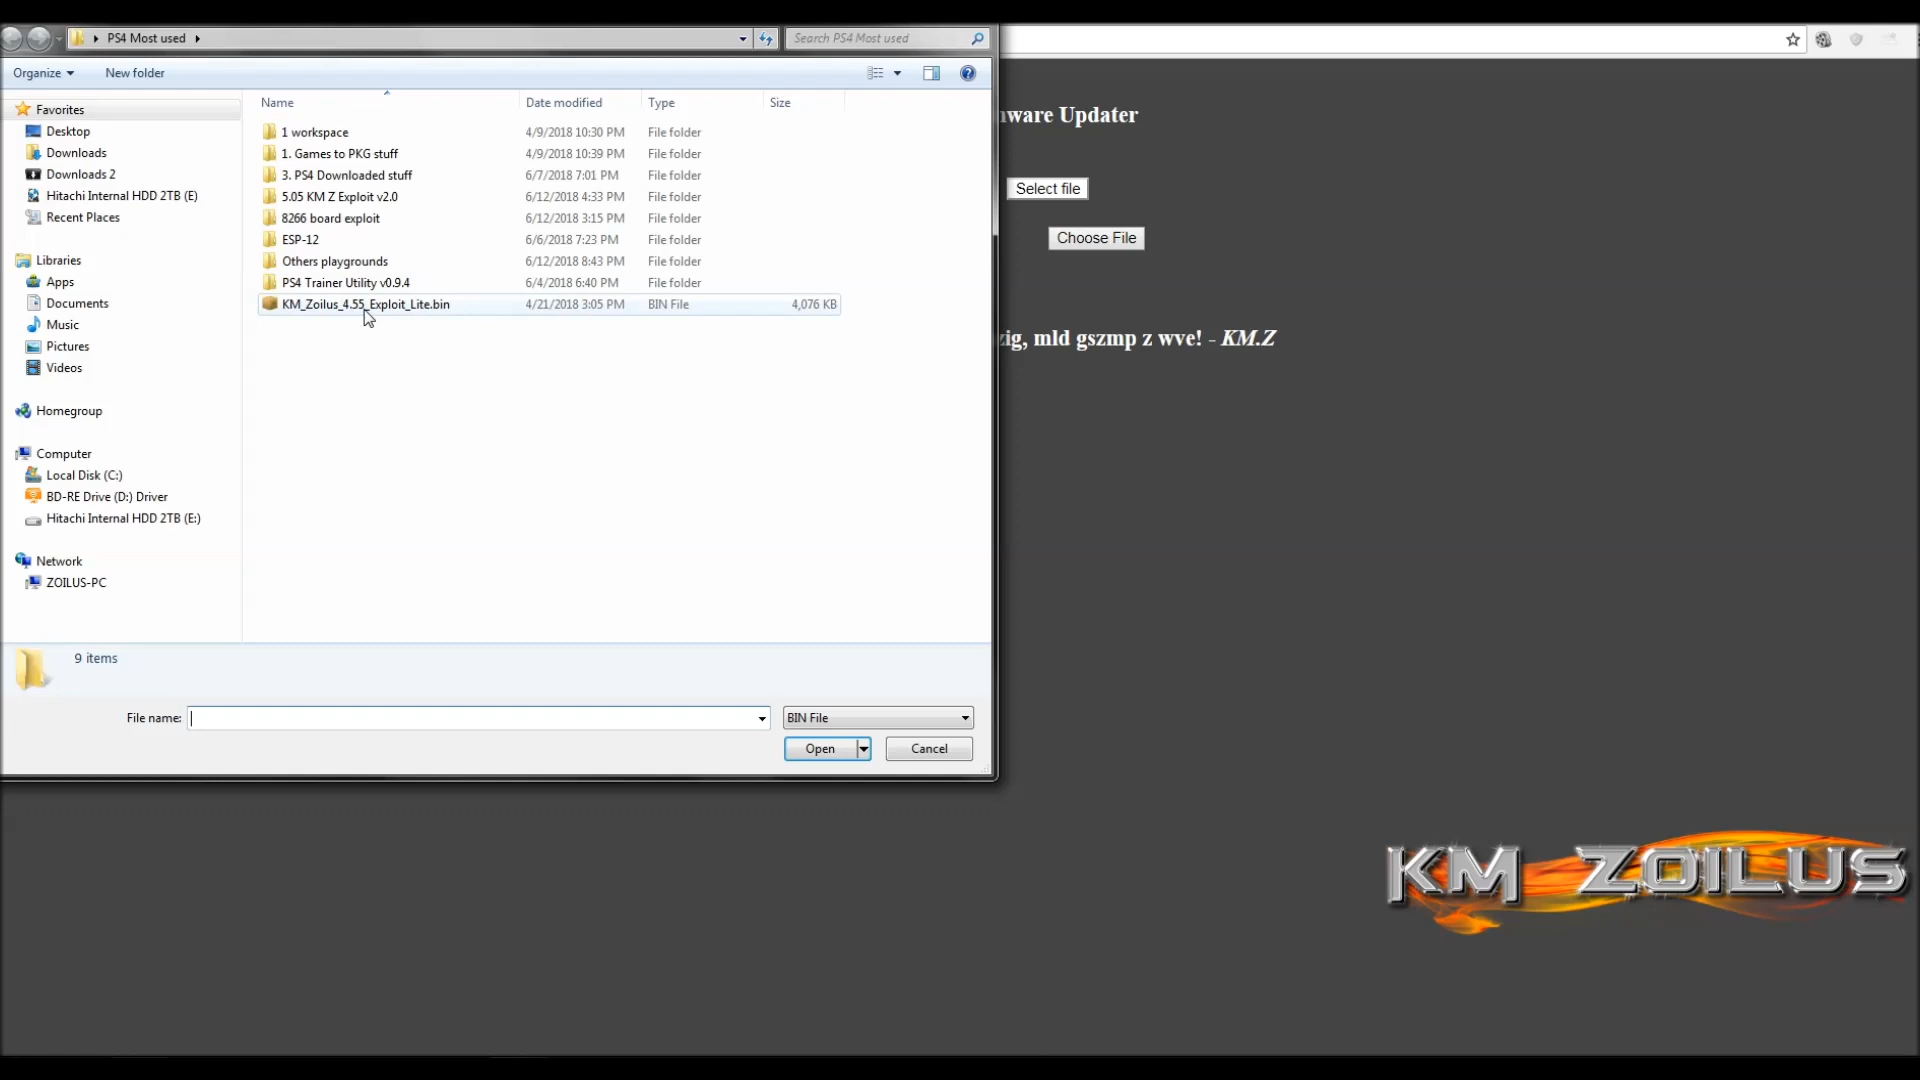 PS4 Most used
Search PS4 Most used
Organize
New folder
Name
Date modified
Type
Size
Favorites
Desktop
Downloads
Downloads 2
Hitachi Internal HDD 2TB (E)
Recent Places
Libraries
Apps
Documents
Music
Pictures
Videos
Homegroup
Computer
Local Disk (C:)
BD-RE Drive (D:) Driver
Hitachi Internal HDD 2TB (E:)
Network
ZOILUS-PC
1 workspace 4/9/2018 10:30 PM File folder
1. Games to PKG stuff 4/9/2018 10:39 PM File folder
3. PS4 Downloaded stuff 6/7/2018 7:01 PM File folder
5.05 KM Z Exploit v2.0 6/12/2018 4:33 PM File folder
8266 board exploit 6/12/2018 3:15 PM File folder
ESP-12 6/6/2018 7:23 PM File folder
Others playgrounds 6/12/2018 8:43 PM File folder
PS4 Trainer Utility v0.9.4 6/4/2018 6:40 PM File folder
KM_Zoilus_4.55_Exploit_Lite.bin 4/21/2018 3:05 PM BIN File 4,076 KB
9 items
File name:
BIN File
Open
Cancel
Updater
Select file
Choose File
mld gszmp z wve! - KM.Z
KM ZOILUS